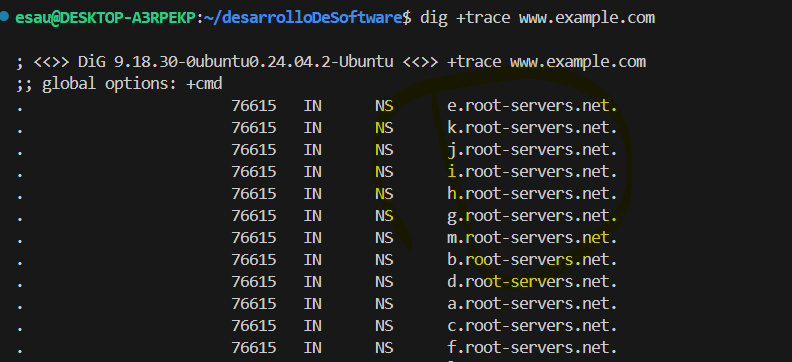 esau@DESKTOP-A3RPEKP:~/desarrolloDeSoftware$ dig +trace www.example.com
; <<>> DiG 9.18.30-0ubuntu0.24.04.2-Ubuntu <<>> +trace www.example.com
;; global options: +cmd
. 76615 IN NS e.root-servers.net.
. 76615 IN NS k.root-servers.net.
. 76615 IN NS j.root-servers.net.
. 76615 IN NS i.root-servers.net.
. 76615 IN NS h.root-servers.net.
. 76615 IN NS g.root-servers.net.
. 76615 IN NS m.root-servers.net.
. 76615 IN NS b.root-servers.net.
. 76615 IN NS d.root-servers.net.
. 76615 IN NS a.root-servers.net.
. 76615 IN NS c.root-servers.net.
. 76615 IN NS f.root-servers.net.